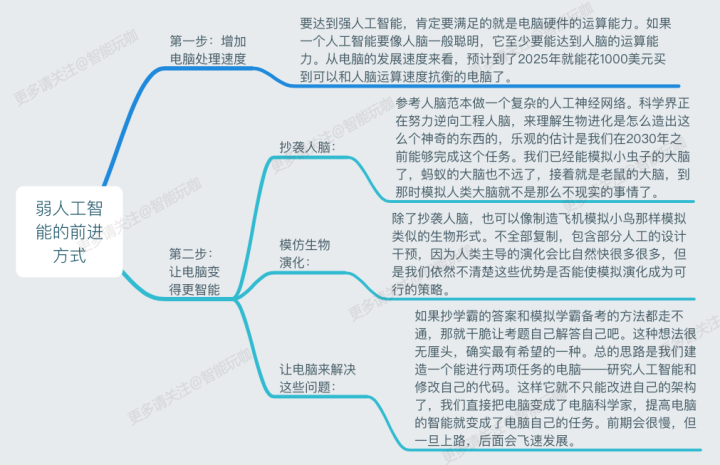 要达到强人工智能，肯定要满足的就是电脑硬件的运算能力。如果
一个人工智能要像人脑一般聪明，它至少要能达到人脑的运算能
力。从电脑的发展速度来看，预计到了2025年就能花1000美元买
到可以和人脑运算速度抗衡的电脑了。
第一步：增加
电脑处理速度
参考人脑范本做一个复杂的人工神经网络。科学界正
在努力逆向工程人脑，来理解生物进化是怎么造出这
么个神奇的东西的，乐观的估计是我们在2030年之
前能够完成这个任务。我们已经能模拟小虫子的大脑
了，蚂蚁的大脑也不远了，接着就是老鼠的大脑，到
那时模拟人类大脑就不是那么不现实的事情了。
抄袭人脑：
弱人工智
能的前进
方式
第二步：
让电脑变
得更智能
模仿生物
演化：
除了抄袭人脑，也可以像制造飞机模拟小鸟那样模拟
类似的生物形式。不全部复制，包含部分人工的设计
干预，因为人类主导的演化会比自然快很多很多，但
是我们依然不清楚这些优势是否能使模拟演化成为可
行的策略。
让电脑来解决
这些问题：
如果抄学霸的答案和模拟学霸备考的方法都走不
通，那就干脆让考题自己解答自己吧。这种想法很
无厘头，确实最有希望的一种。总的思路是我们建
造一个能进行两项任务的电脑——研究人工智能和
修改自己的代码。这样它就不只能改进自己的架构
了，我们直接把电脑变成了电脑科学家，提高电脑
的智能就变成了电脑自己的任务。前期会很慢，但
一旦上路，后面会飞速发展。
更多请关注@智能玩咖
更多请关注@智能玩咖
更多请关注@智能玩咖
更多请关注@智能玩咖